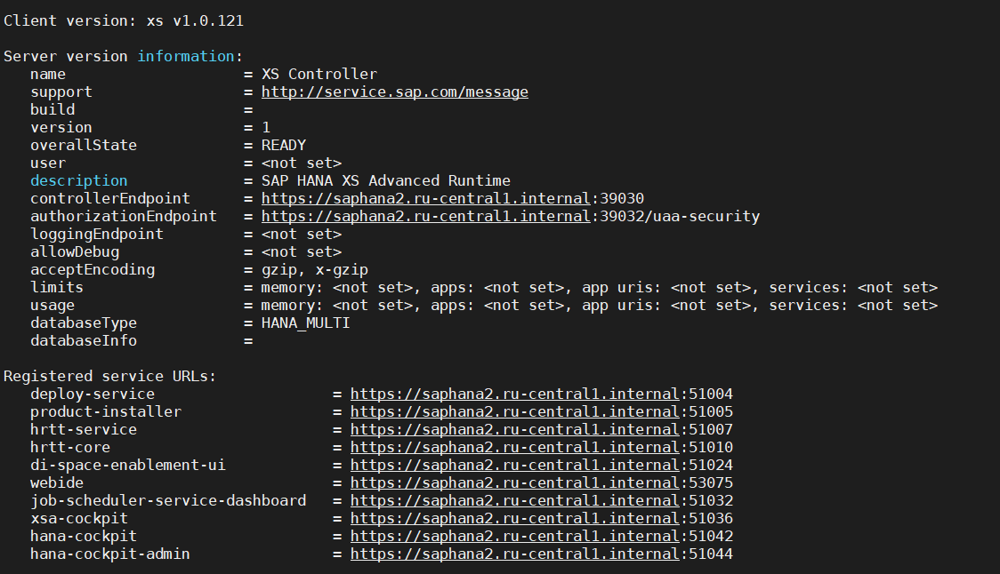 Client version: xs v1.0.121
Server version information:
name = XS Controller
support = http://service.sap.com/message
build =
version = 1
overallState = READY
user = <not set>
description = SAP HANA XS Advanced Runtime
controllerEndpoint = https://saphana2.ru-central1.internal:39030
authorizationEndpoint = https://saphana2.ru-central1.internal:39032/uaa-security
loggingEndpoint = <not set>
allowDebug = <not set>
acceptEncoding = gzip, x-gzip
limits = memory: <not set>, apps: <not set>, app uris: <not set>, services: <not set>
usage = memory: <not set>, apps: <not set>, app uris: <not set>, services: <not set>
databaseType = HANA_MULTI
databaseInfo =
Registered service URLs:
deploy-service = https://saphana2.ru-central1.internal:51004
product-installer = https://saphana2.ru-central1.internal:51005
hrtt-service = https://saphana2.ru-central1.internal:51007
hrtt-core = https://saphana2.ru-central1.internal:51010
di-space-enablement-ui = https://saphana2.ru-central1.internal:51024
webide = https://saphana2.ru-central1.internal:53075
job-scheduler-service-dashboard = https://saphana2.ru-central1.internal:51032
xsa-cockpit = https://saphana2.ru-central1.internal:51036
hana-cockpit = https://saphana2.ru-central1.internal:51042
hana-cockpit-admin = https://saphana2.ru-central1.internal:51044